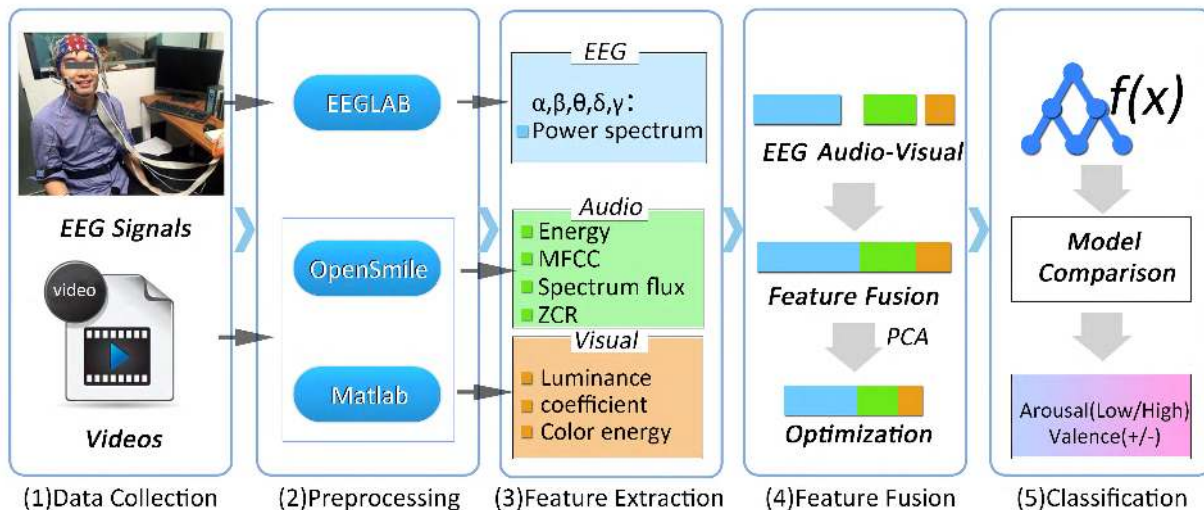 EEG Signals
video
Videos
(1)Data Collection
EEGLAB
OpenSmile
Matlab
(2)Preprocessing
EEG
α,β,θ,δ,γ:
Power spectrum
Audio
Energy
MFCC
Spectrum flux
ZCR
Visual
Luminance
coefficient
Color energy
(3)Feature Extraction
EEG Audio-Visual
Feature Fusion
PCA
Optimization
(4)Feature Fusion
f(x)
Model
Comparison
Arousal(Low/High)
Valence(+/-)
(5)Classification